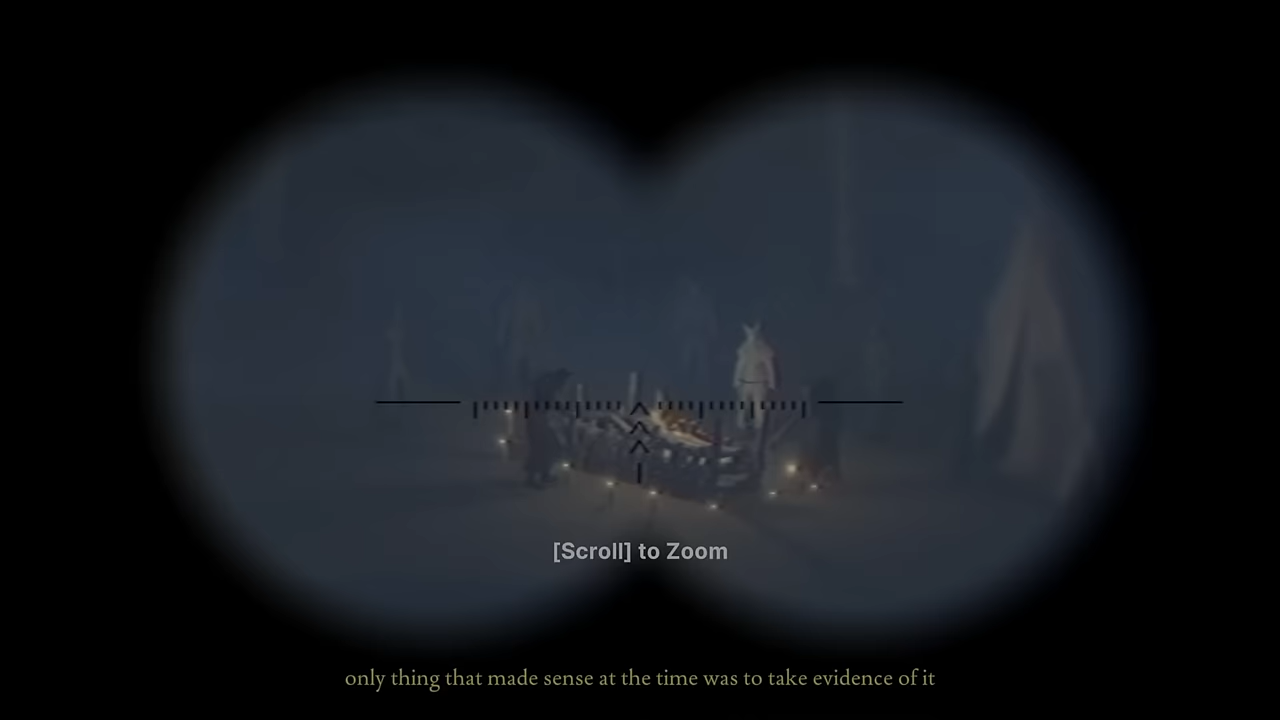 [Scroll] to Zoom
only thing that made sense at the time was to take evidence of it